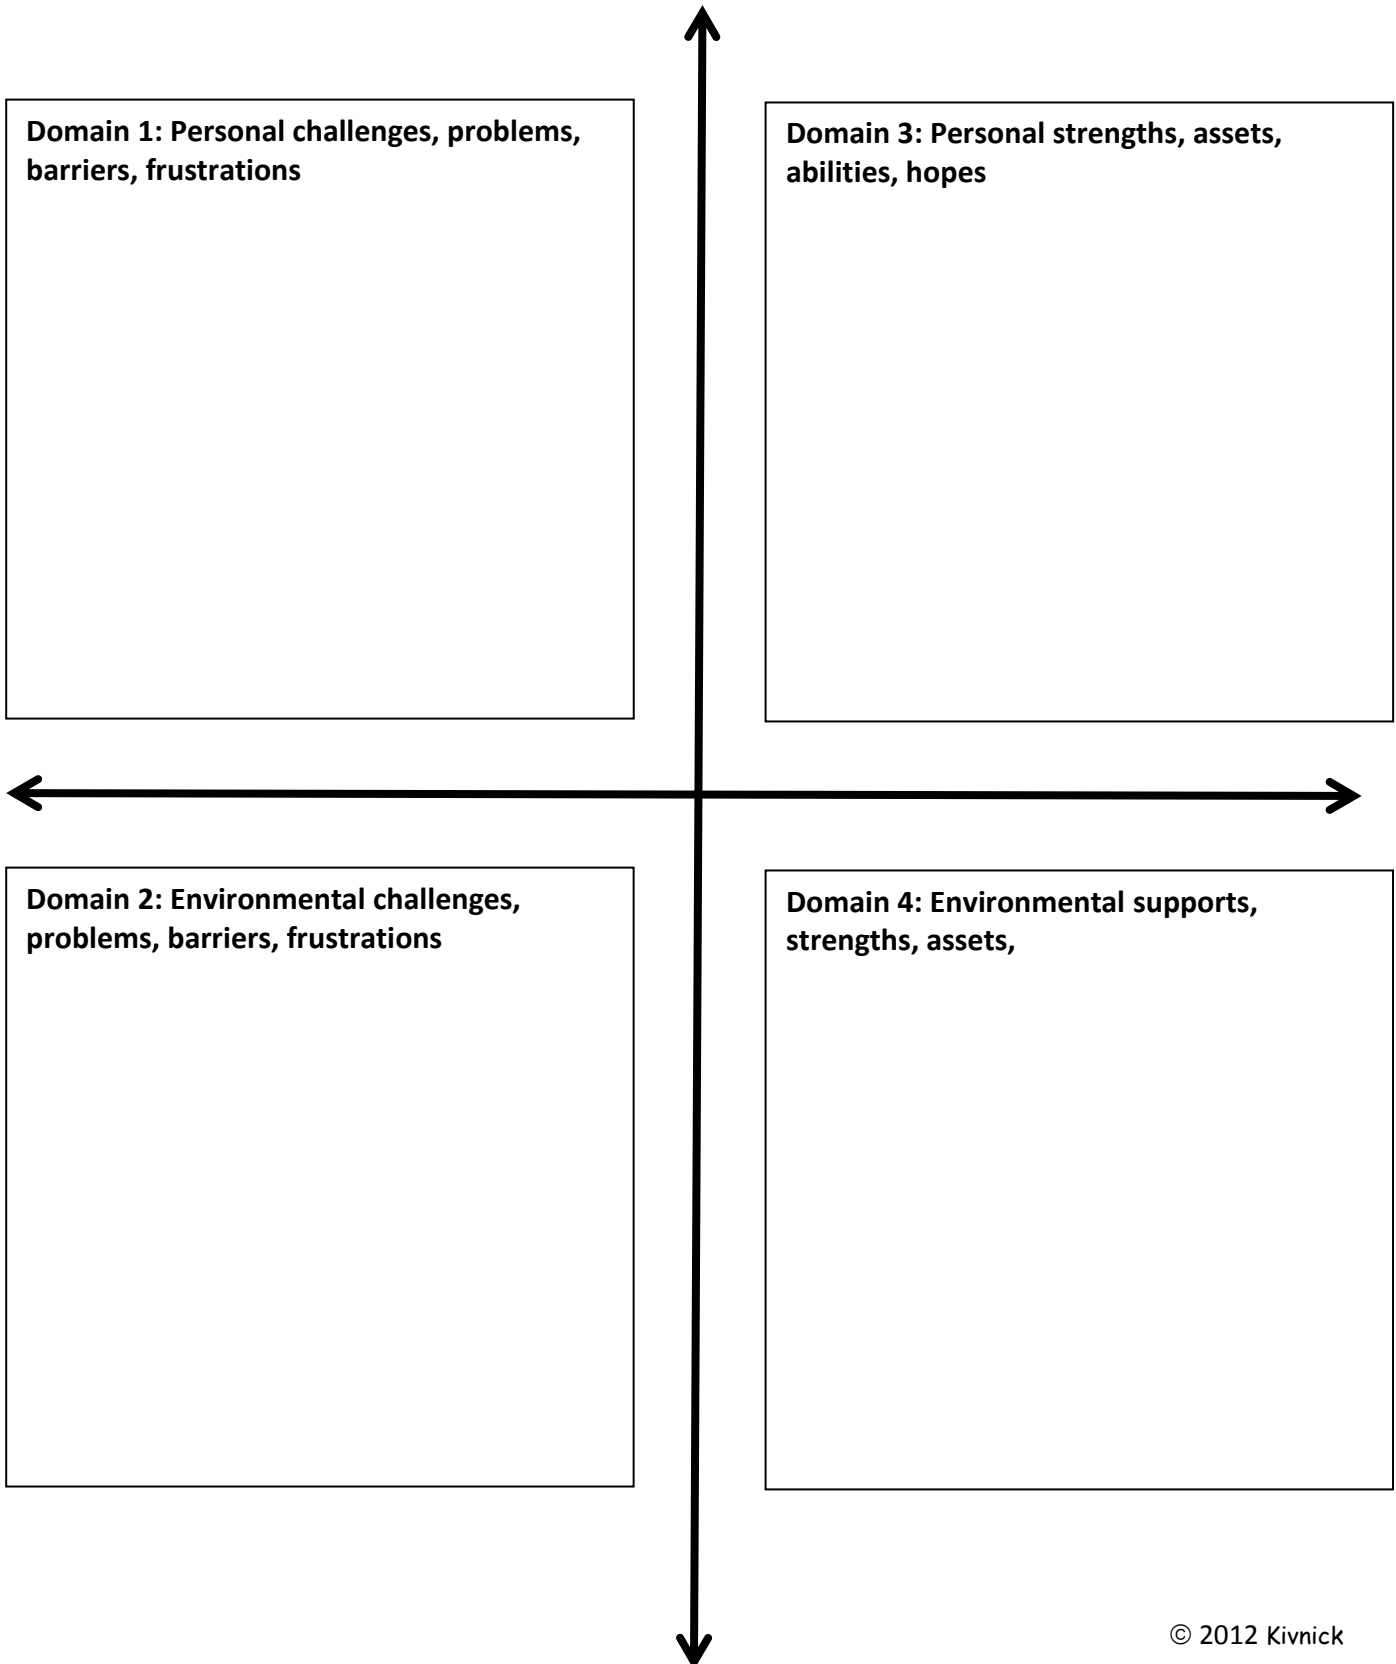 Domain 1: Personal challenges, problems,
barriers, frustrations
Domain 3: Personal strengths, assets,
abilities, hopes
Domain 2: Environmental challenges,
problems, barriers, frustrations
Domain 4: Environmental supports,
strengths, assets,
© 2012 Kivnick